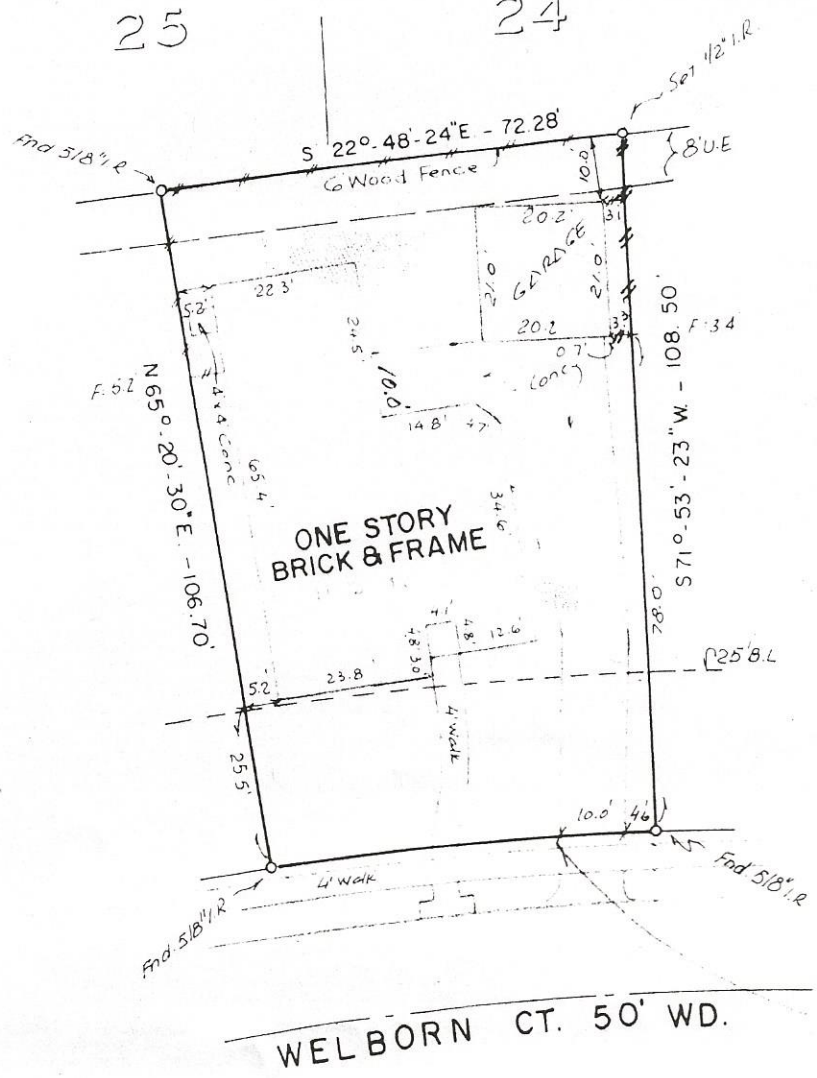 25
24
Set 1/2" I.R.
Fnd 5/8" I.R
S 22°-48'-24"E - 72.28'
6' Wood Fence
10.0'
8' U.E
20.2'
3.1
GARAGE
21.0
21.0'
22.3'
5.2'
24.5'
20.2
3.3
F. 3.4
0.7'
Conc
10.0'
F. 5.2'
4x4 Conc
14.8'
4.7
N 65°-20'-30"E. -106.70'
65.4'
S 71°-53'-23"W. - 108.50'
34.6'
ONE STORY
BRICK & FRAME
78.0'
4.1'
4.8'
12.6'
25' B.L
5.2
23.8'
4' Walk
25.5'
10.0'
4.6'
4' Walk
Fnd 5/8" I.R
Fnd 5/8" I.R
WELBORN CT. 50' WD.